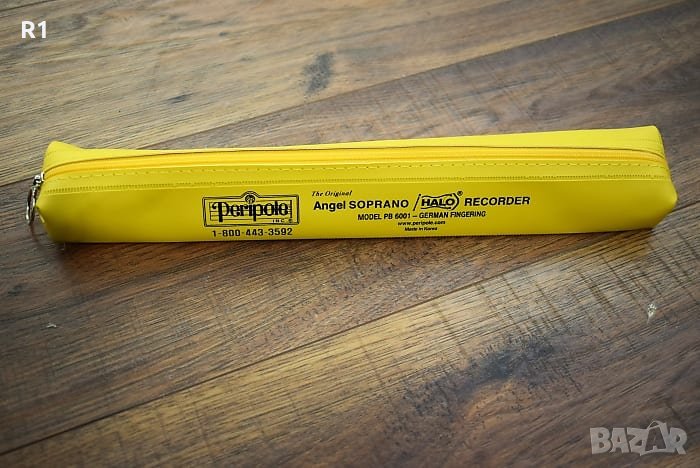 R1
Peripole
INC.®
1-800-443-3592
The Original
Angel SOPRANO /HALO® RECORDER
MODEL PB 6001 – GERMAN FINGERING
www.peripole.com
Made in Korea
BAZAR